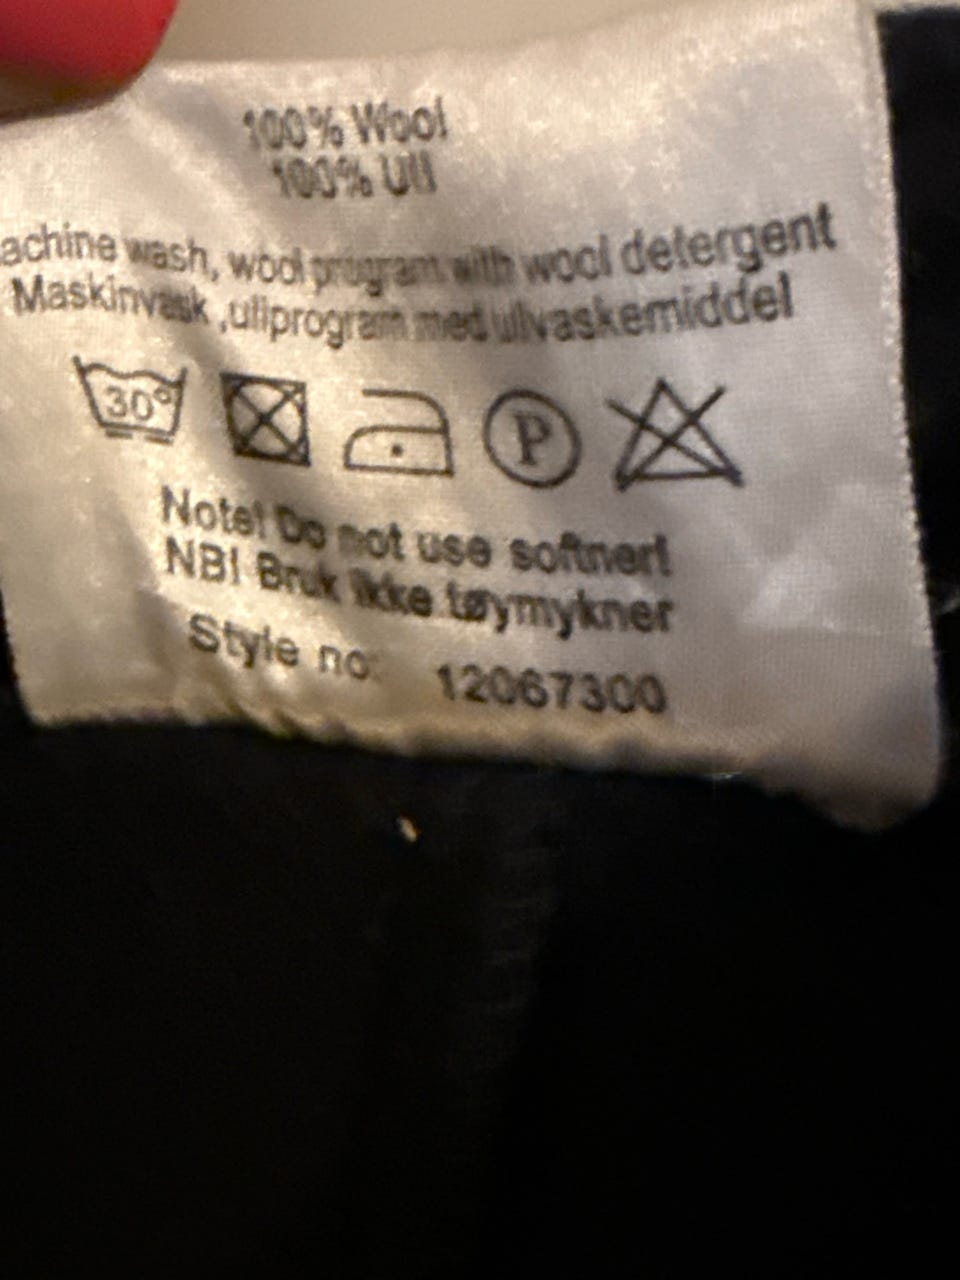 100% Wool
100% Ull
achine wash, wool program with wool detergent
Maskinvask ,ullprogram med ullvaskemiddel
30°
P
Note! Do not use softner!
NB! Bruk ikke tøymykner
Style no: 12067300